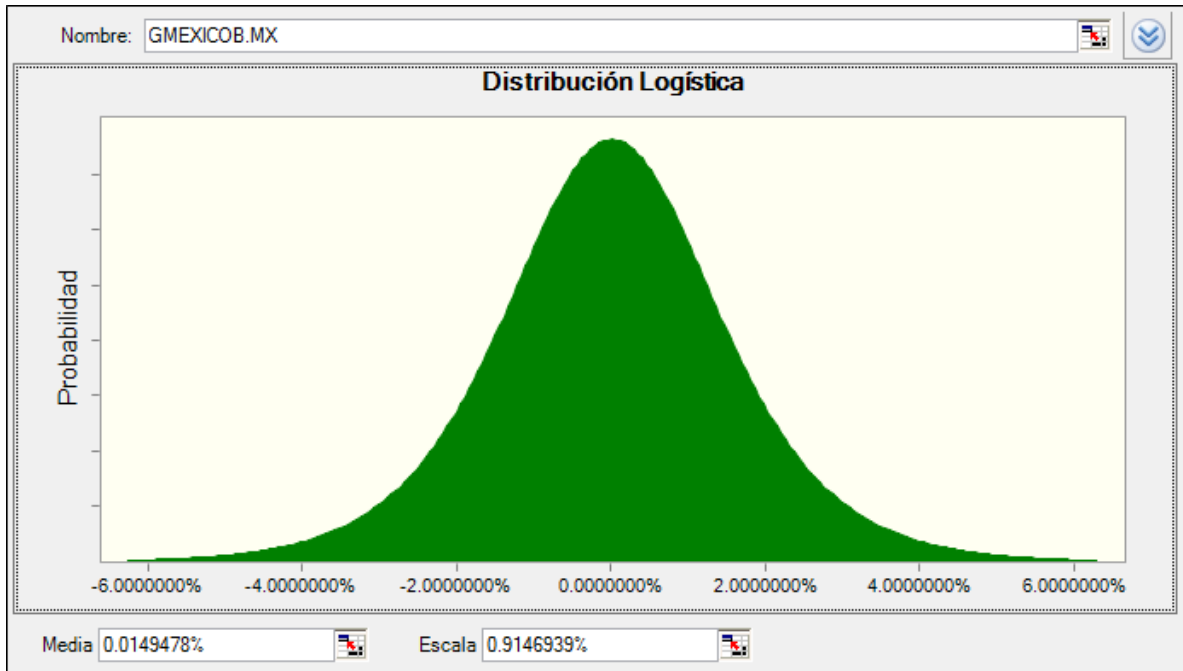 Nombre: GMEXICOB.MX
Distribución Logística
Probabilidad
-6.0000000% -4.0000000% -2.0000000% 0.0000000% 2.0000000% 4.0000000% 6.0000000%
Media 0.0149478% Escala 0.9146939%